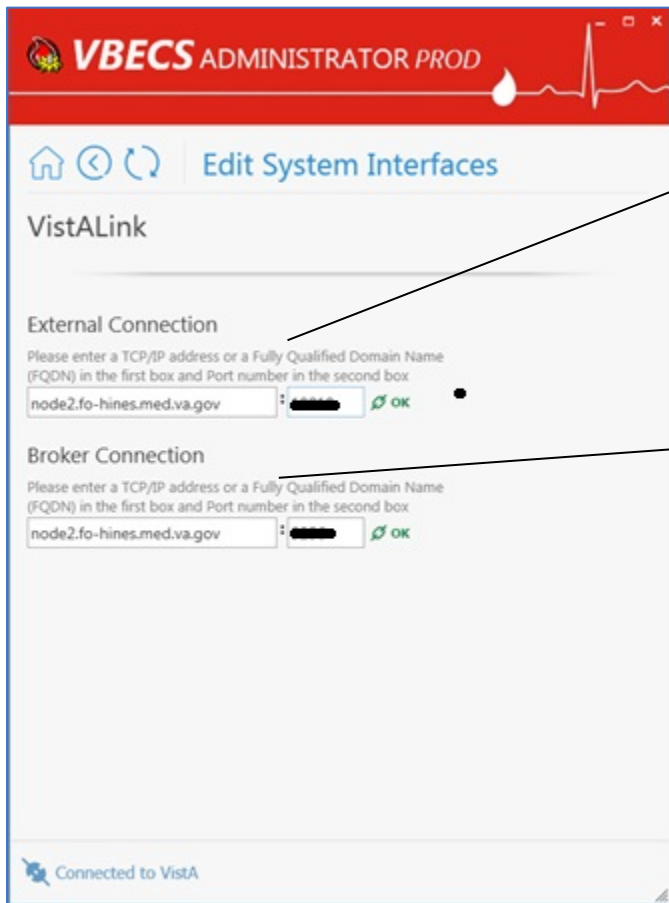 VBECS ADMINISTRATOR PROD
Edit System Interfaces
VistALink
External Connection
Please enter a TCP/IP address or a Fully Qualified Domain Name
(FQDN) in the first box and Port number in the second box
node2.fo-hines.med.va.gov : OK
Broker Connection
Please enter a TCP/IP address or a Fully Qualified Domain Name
(FQDN) in the first box and Port number in the second box
node2.fo-hines.med.va.gov : OK
Connected to VistA